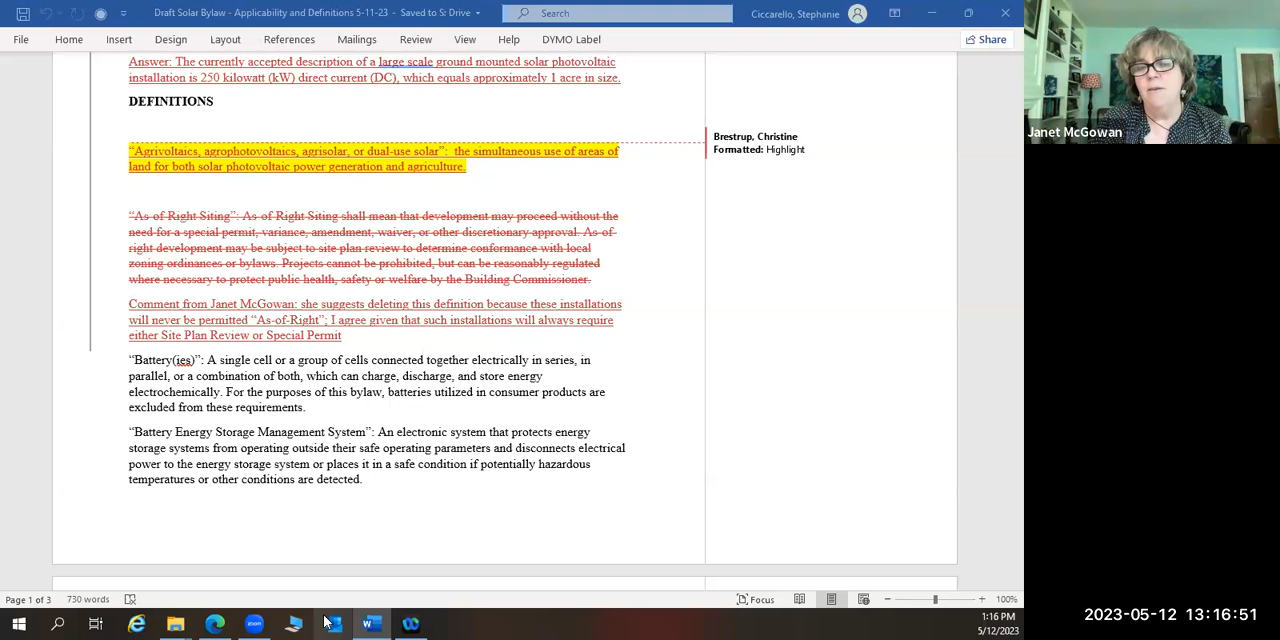 Draft Solar Bylaw - Applicability and Definitions 5-11-23 - Saved to S: Drive
Search
Ciccarello, Stephanie
File Home Insert Design Layout References Mailings Review View Help DYMO Label Share
Answer: The currently accepted description of a large scale ground mounted solar photovoltaic
installation is 250 kilowatt (kW) direct current (DC), which equals approximately 1 acre in size.
DEFINITIONS
Brestrup, Christine
Formatted: Highlight
“Agrivoltaics, agrophotovoltaics, agrisolar, or dual-use solar”: the simultaneous use of areas of
land for both solar photovoltaic power generation and agriculture.
“As-of-Right Siting”: As-of-Right Siting shall mean that development may proceed without the
need for a special permit, variance, amendment, waiver, or other discretionary approval. As-of-
right development may be subject to site plan review to determine conformance with local
zoning ordinances or bylaws. Projects cannot be prohibited, but can be reasonably regulated
where necessary to protect public health, safety or welfare by the Building Commissioner.
Comment from Janet McGowan: she suggests deleting this definition because these installations
will never be permitted “As-of-Right”; I agree given that such installations will always require
either Site Plan Review or Special Permit
“Battery(ies)”: A single cell or a group of cells connected together electrically in series, in
parallel, or a combination of both, which can charge, discharge, and store energy
electrochemically. For the purposes of this bylaw, batteries utilized in consumer products are
excluded from these requirements.
“Battery Energy Storage Management System”: An electronic system that protects energy
storage systems from operating outside their safe operating parameters and disconnects electrical
power to the energy storage system or places it in a safe condition if potentially hazardous
temperatures or other conditions are detected.
Page 1 of 3 730 words Focus 100%
zoom
1:16 PM
5/12/2023
Janet McGowan
2023-05-12 13:16:51